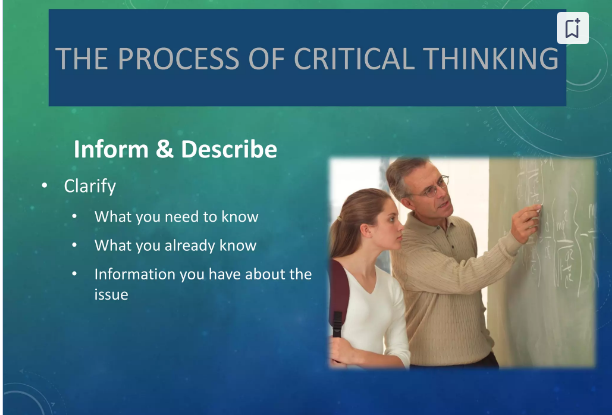 THE PROCESS OF CRITICAL THINKING
Inform & Describe
• Clarify
• What you need to know
• What you already know
• Information you have about the
issue